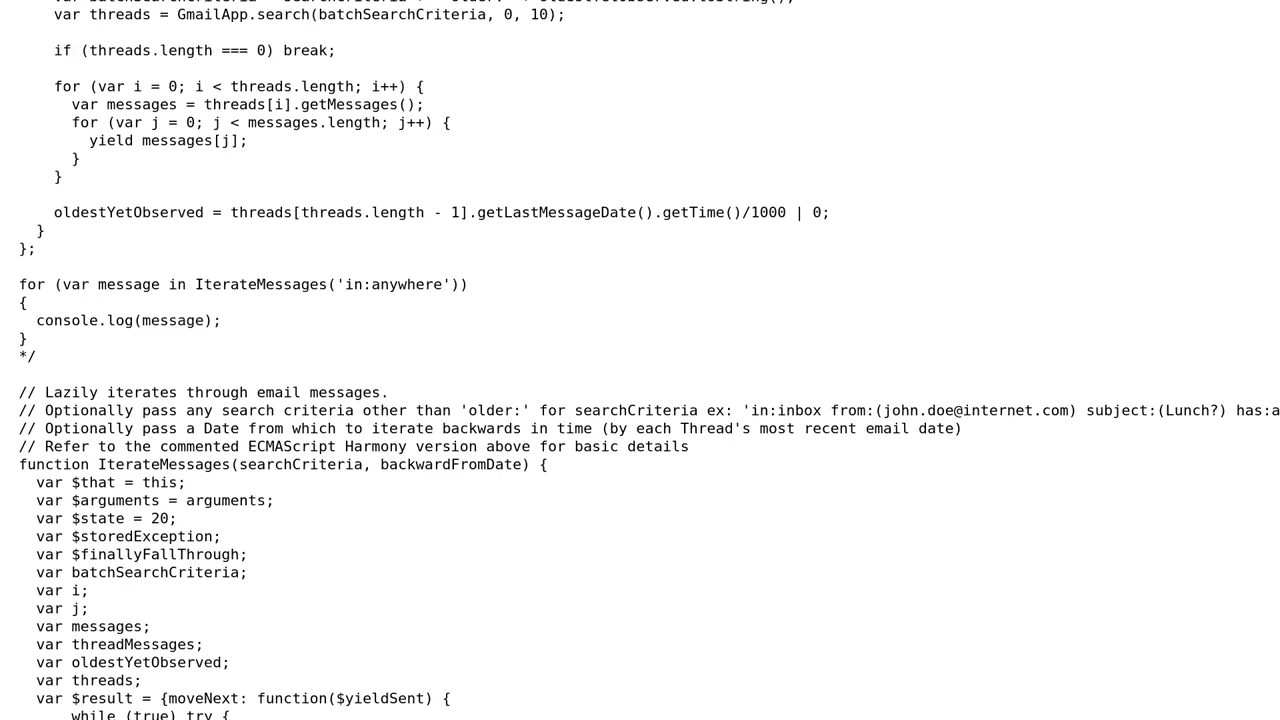 var threads = GmailApp.search(batchSearchCriteria, 0, 10);

    if (threads.length === 0) break;

    for (var i = 0; i < threads.length; i++) {
      var messages = threads[i].getMessages();
      for (var j = 0; j < messages.length; j++) {
        yield messages[j];
      }
    }

    oldestYetObserved = threads[threads.length - 1].getLastMessageDate().getTime()/1000 | 0;
  }
};

for (var message in IterateMessages('in:anywhere'))
{
  console.log(message);
}
*/

// Lazily iterates through email messages.
// Optionally pass any search criteria other than 'older:' for searchCriteria ex: 'in:inbox from:(john.doe@internet.com) subject:(Lunch?) has:a
// Optionally pass a Date from which to iterate backwards in time (by each Thread's most recent email date)
// Refer to the commented ECMAScript Harmony version above for basic details
function IterateMessages(searchCriteria, backwardFromDate) {
  var $that = this;
  var $arguments = arguments;
  var $state = 20;
  var $storedException;
  var $finallyFallThrough;
  var batchSearchCriteria;
  var i;
  var j;
  var messages;
  var threadMessages;
  var oldestYetObserved;
  var threads;
  var $result = {moveNext: function($yieldSent) {
      while (true) try {